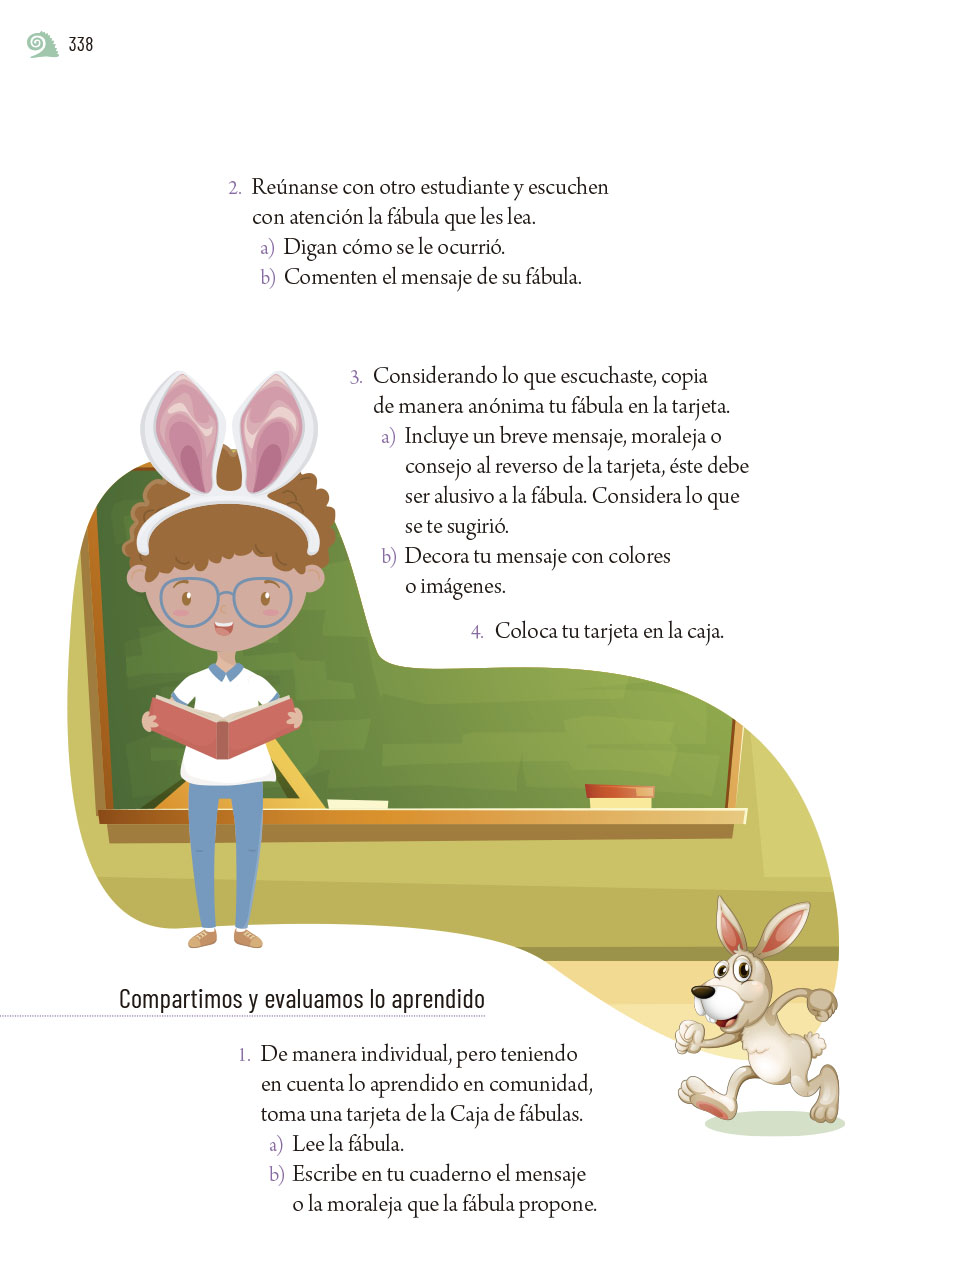 338
2. Reúnanse con otro estudiante y escuchen
con atención la fábula que les lea.
a) Digan cómo se le ocurrió.
b) Comenten el mensaje de su fábula.
3. Considerando lo que escuchaste, copia
de manera anónima tu fábula en la tarjeta.
a) Incluye un breve mensaje, moraleja o
consejo al reverso de la tarjeta, éste debe
ser alusivo a la fábula. Considera lo que
se te sugirió.
b) Decora tu mensaje con colores
o imágenes.
4. Coloca tu tarjeta en la caja.
Compartimos y evaluamos lo aprendido
1. De manera individual, pero teniendo
en cuenta lo aprendido en comunidad,
toma una tarjeta de la Caja de fábulas.
a) Lee la fábula.
b) Escribe en tu cuaderno el mensaje
o la moraleja que la fábula propone.